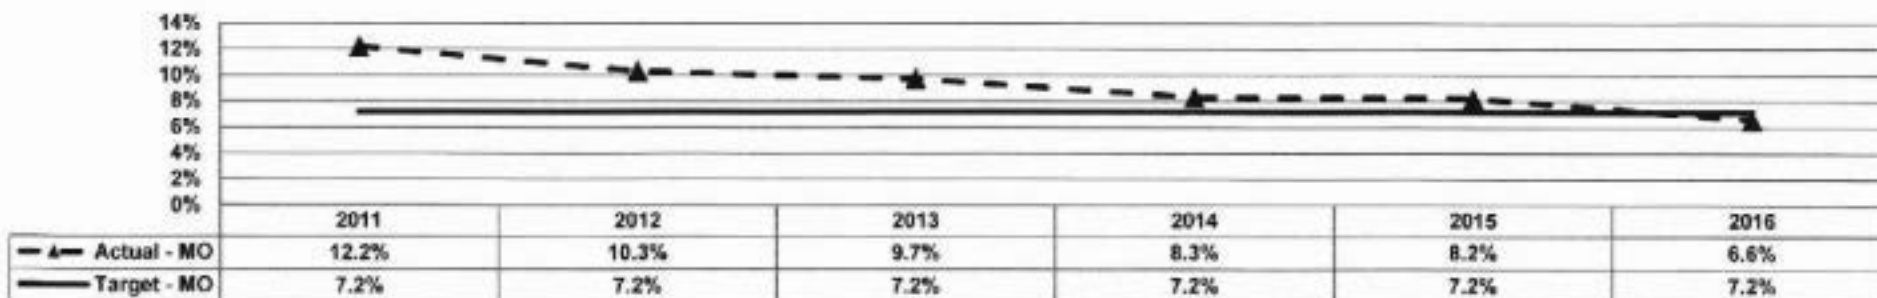 14%
12%
10%
8%
6%
4%
2%
0%
2011 2012 2013 2014 2015 2016
Actual - MO 12.2% 10.3% 9.7% 8.3% 8.2% 6.6%
Target - MO 7.2% 7.2% 7.2% 7.2% 7.2% 7.2%